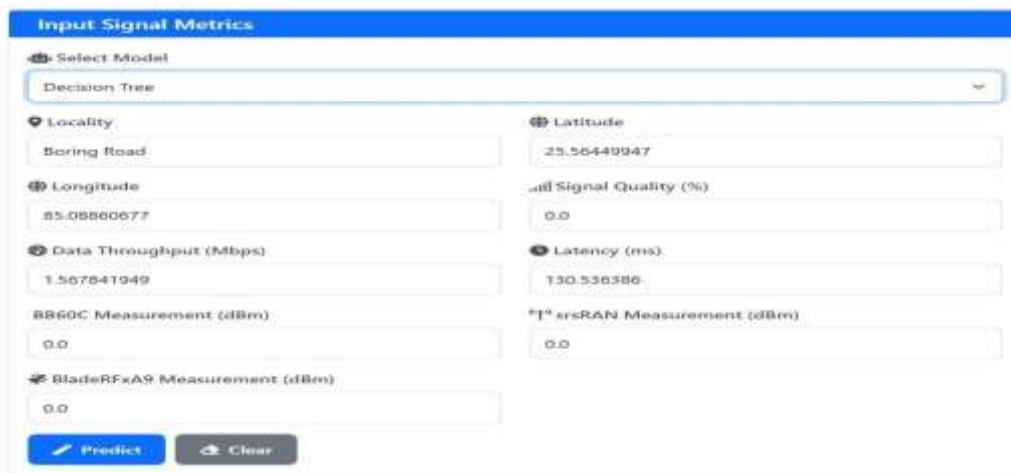 Input Signal Metrics
Select Model
Decision Tree
Locality
Latitude
Boring Road
25.56449947
Longitude
Signal Quality (%)
85.08860677
0.0
Data Throughput (Mbps)
Latency (ms)
1.567841949
130.536386
BB60C Measurement (dBm)
srsRAN Measurement (dBm)
0.0
0.0
BladeRFxA9 Measurement (dBm)
0.0
Predict
Clear